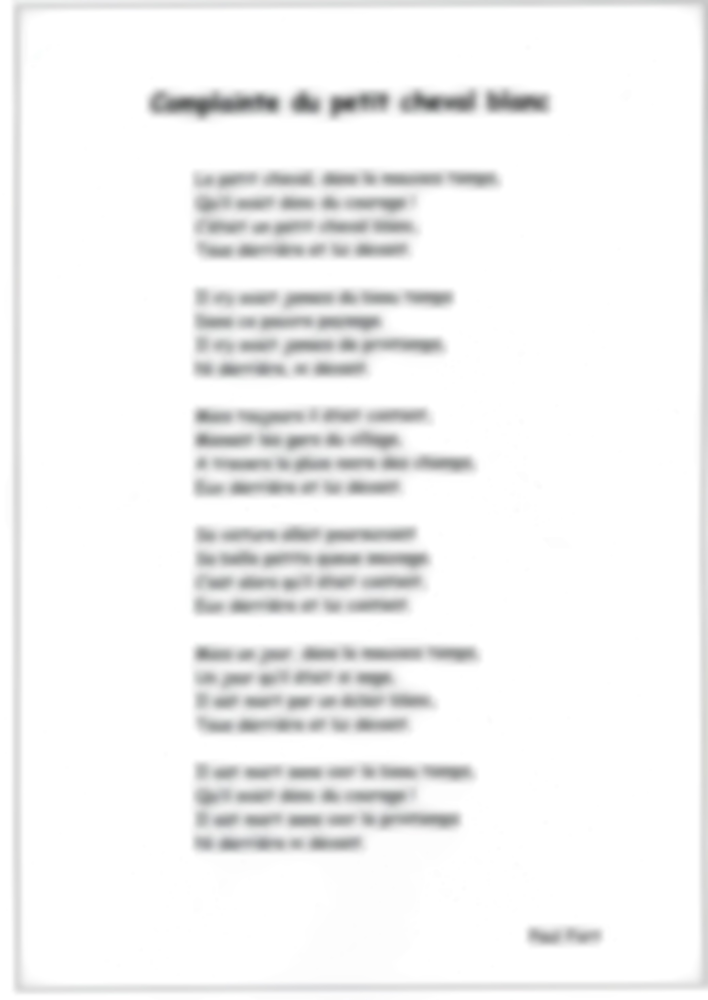 Complainte du petit cheval blanc
Le petit cheval, dans le mauvais temps,
Qu'il avait donc du courage !
C'était un petit cheval blanc,
Tous derrière et lui devant.
Il n'y avait jamais du beau temps
Dans ce pauvre paysage.
Il n'y avait jamais de printemps,
Ni derrière, ni devant.
Mais toujours il était content,
Menant les gars du village,
A travers la pluie noire des champs,
Eux derrière et lui devant.
Sa voiture allait poursuivant
Sa belle petite queue sauvage.
C'est alors qu'il était content,
Eux derrière et lui content.
Mais un jour, dans le mauvais temps,
Un jour qu'il était si sage,
Il est mort par un éclair blanc,
Tous derrière et lui devant.
Il est mort sans voir le beau temps,
Qu'il avait donc du courage !
Il est mort sans voir le printemps
Ni derrière ni devant.
Paul Fort